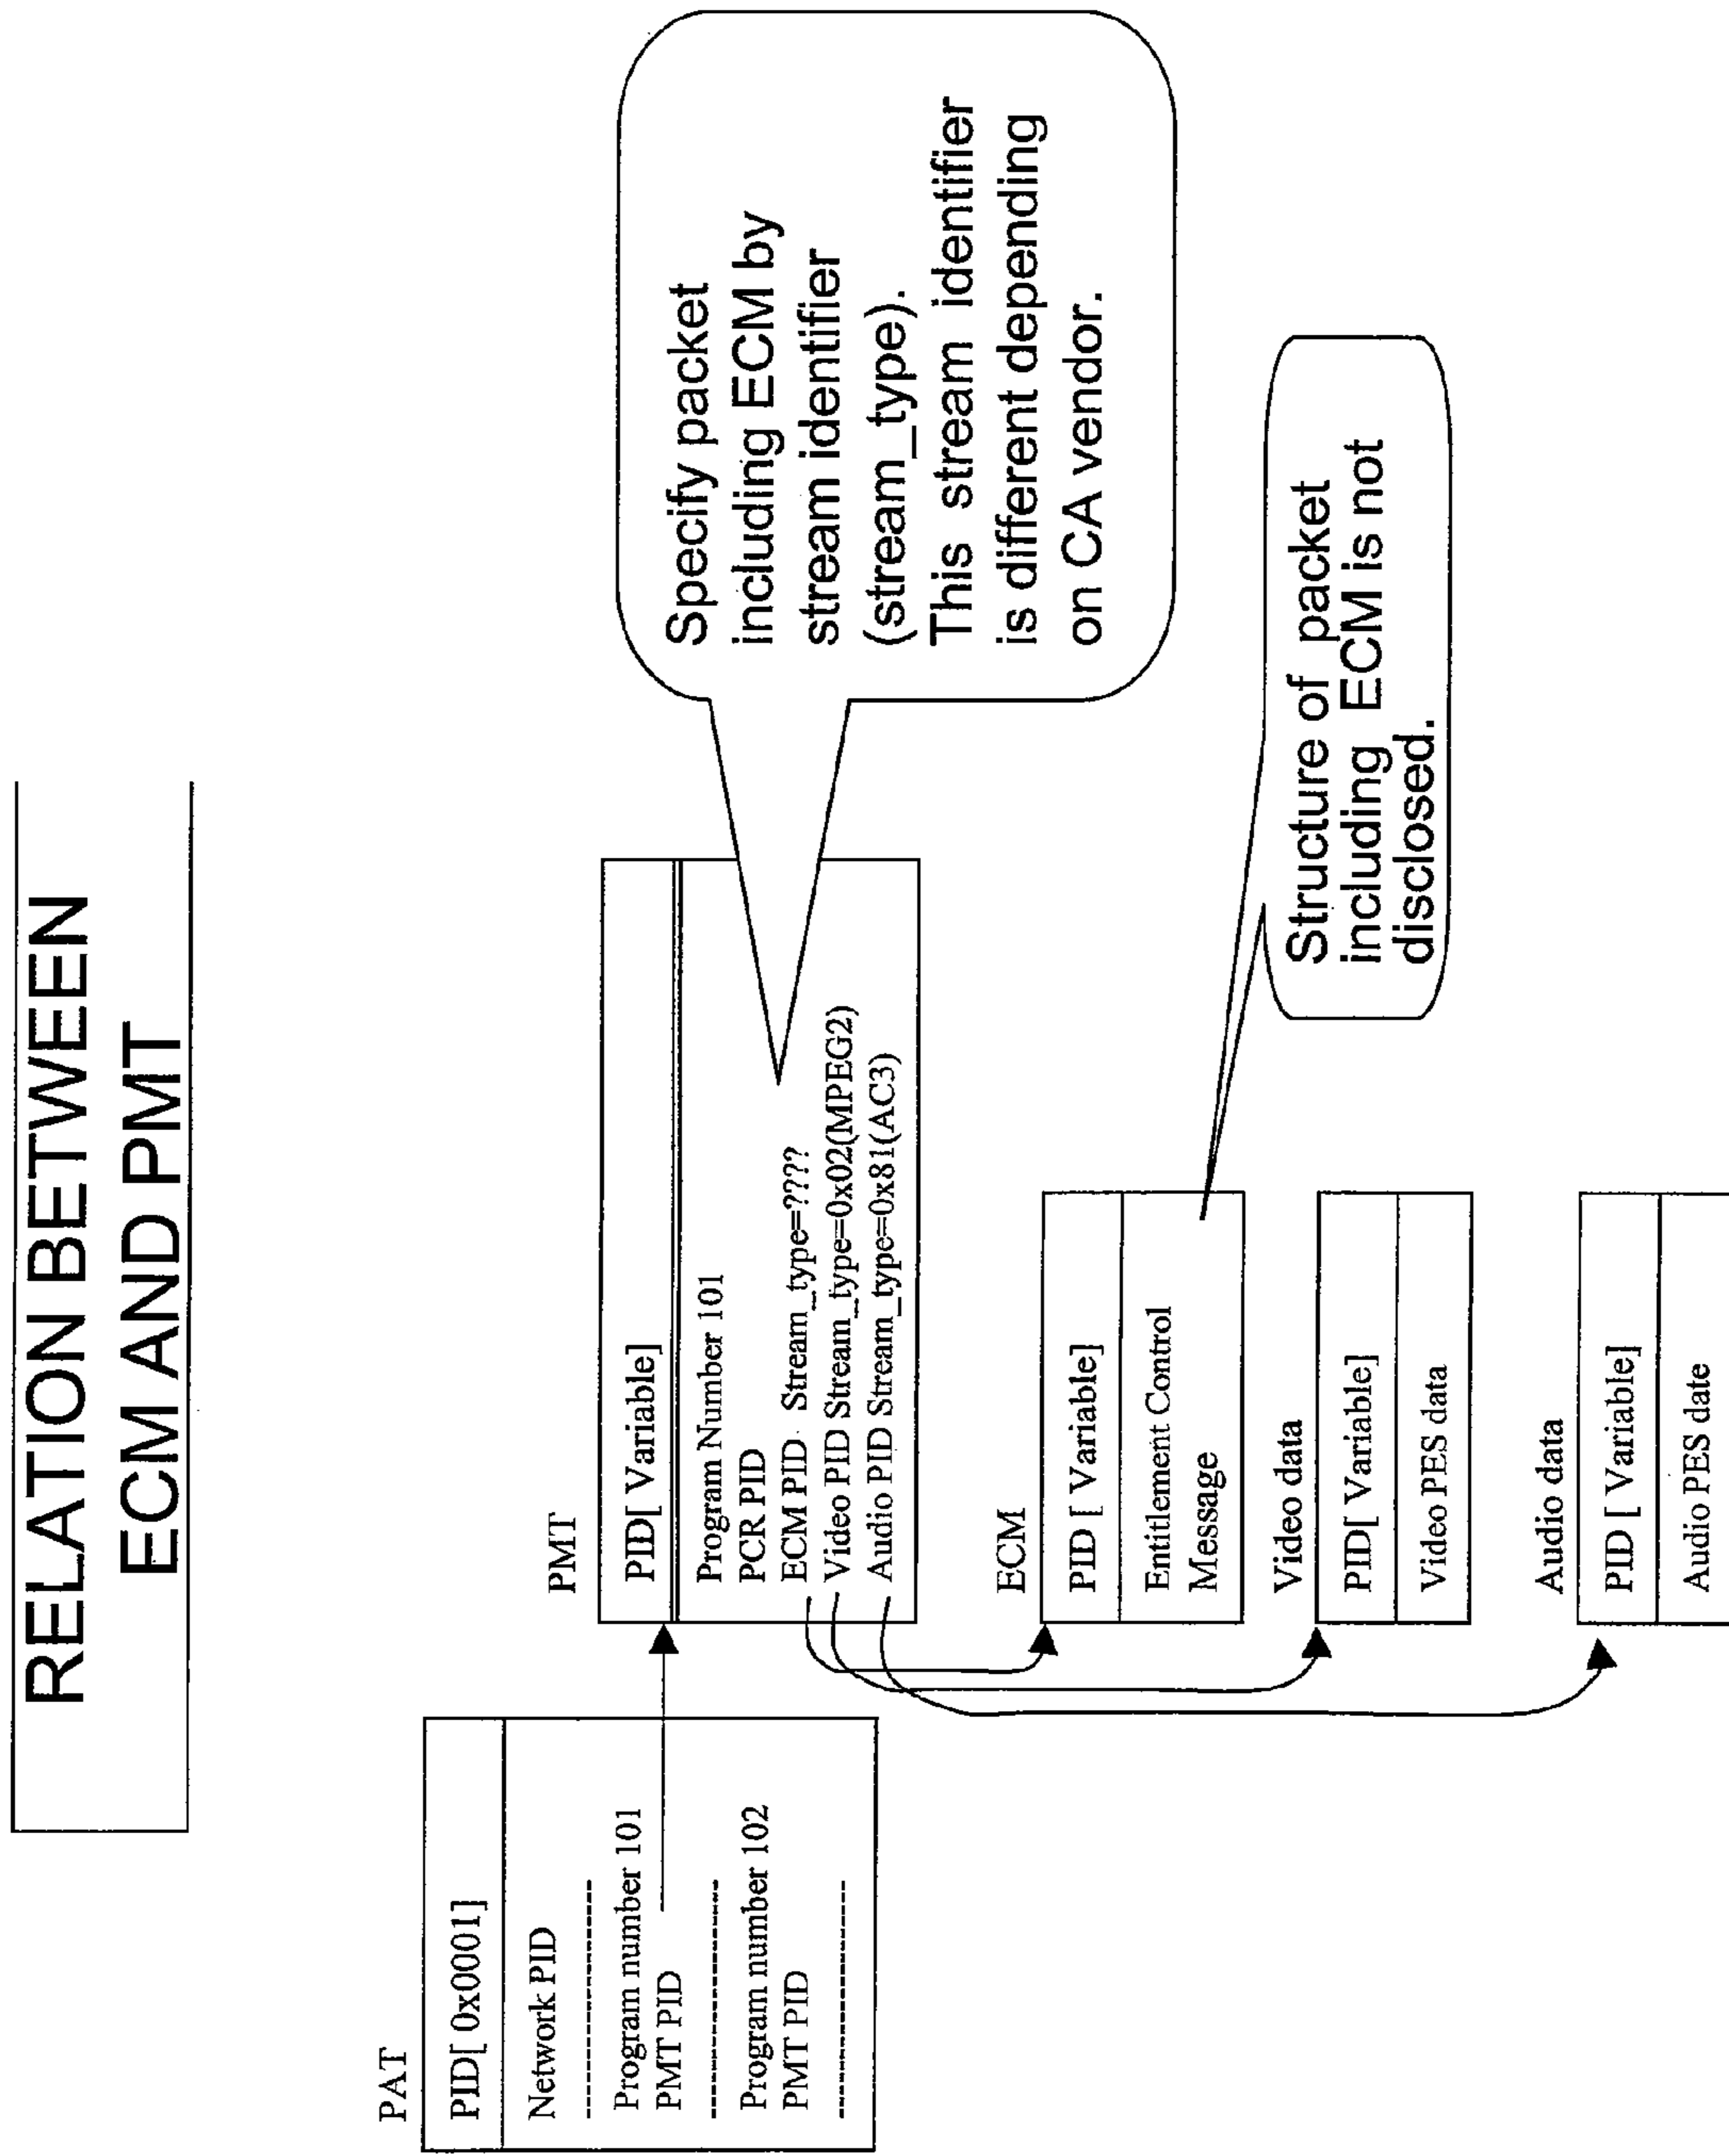 RELATION BETWEEN
ECM AND PMT
PAT
PID[ 0x0001]
Network PID
Program number 101
PMT PID
Program number 102
PMT PID
PMT
PID[ Variable]
Program Number 101
PCR PID
ECM PID Stream_type=????
Video PID Stream_type=0x02(MPEG2)
Audio PID Stream_type=0x81(AC3)
Specify packet
including ECM by
stream identifier
(stream_type).
This stream identifier
is different depending
on CA vendor.
ECM
PID [ Variable]
Entitlement Control
Message
Structure of packet
including ECM is not
disclosed.
Video data
PID[ Variable]
Video PES data
Audio data
PID [ Variable]
Audio PES date